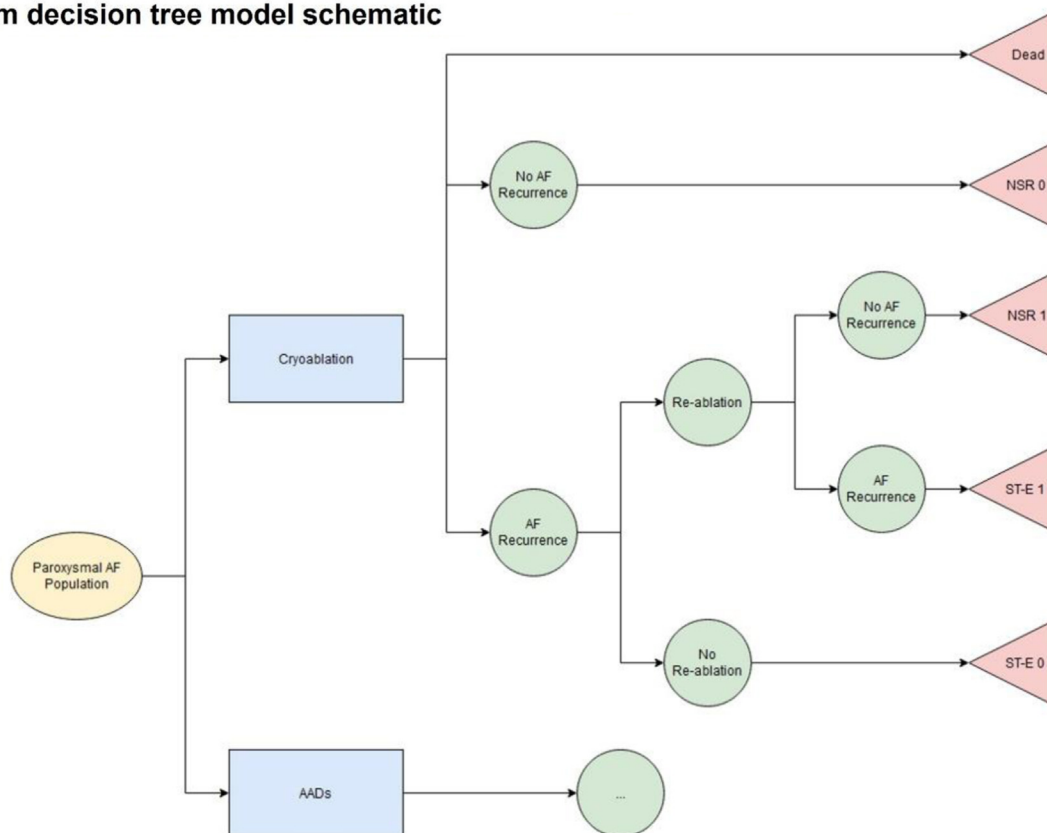 m decision tree model schematic
Dead
No AF
Recurrence
NSR 0
No AF
Recurrence
NSR 1
Cryoablation
Re-ablation
AF
Recurrence
ST-E 1
AF
Recurrence
Paroxysmal AF
Population
No
Re-ablation
ST-E 0
AADs
...